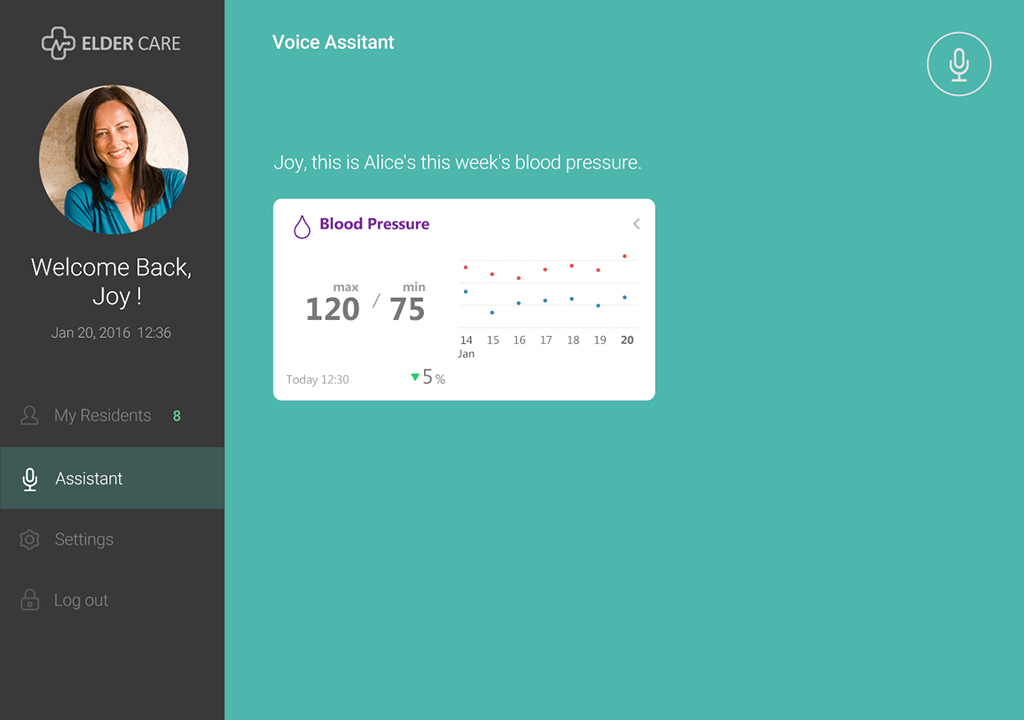 ELDER CARE
Welcome Back,
Joy !
Jan 20, 2016 12:36
My Residents 8
Assistant
Settings
Log out
Voice Assitant
Joy, this is Alice's this week's blood pressure.
Blood Pressure
max min
120 / 75
14 15 16 17 18 19 20
Jan
Today 12:30 5 %